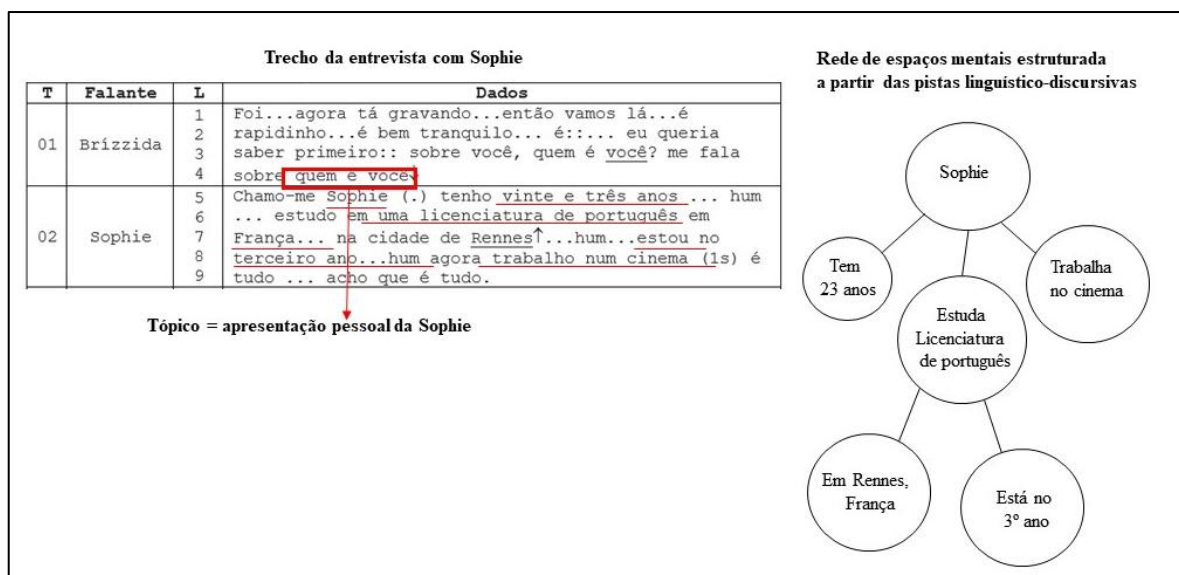 Trecho da entrevista com Sophie
T Falante L Dados
1 Foi...agora tá gravando...então vamos lá...é
01 Brízzida 2 rapidinho...é bem tranquilo... é::... eu queria
3 saber primeiro:: sobre você, quem é você? me fala
4 sobre quem é você↓
5 Chamo-me Sophie (.) tenho vinte e três anos ... hum
6 ... estudo em uma licenciatura de português em
02 Sophie 7 França... na cidade de Rennes↑...hum...estou no
8 terceiro ano...hum agora trabalho num cinema (1s) é
9 tudo ... acho que é tudo.
Tópico = apresentação pessoal da Sophie
Rede de espaços mentais estruturada
a partir das pistas linguístico-discursivas
Sophie
Tem
23 anos
Estuda
Licenciatura
de português
Trabalha
no cinema
Em Rennes,
França
Está no
3º ano